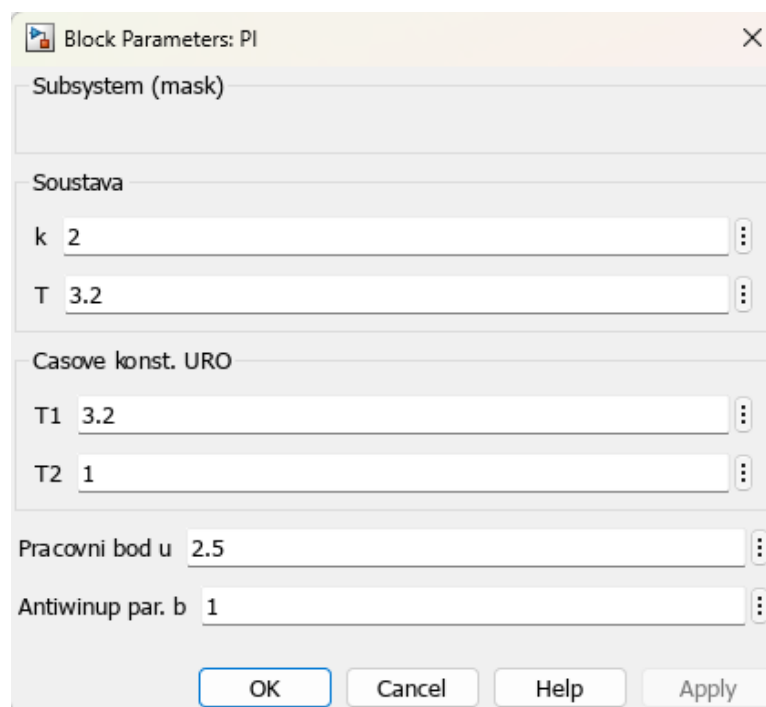 Block Parameters: PI
Subsystem (mask)
Soustava
k 2
T 3.2
Casove konst. URO
T1 3.2
T2 1
Pracovni bod u 2.5
Antiwinup par. b 1
OK Cancel Help Apply